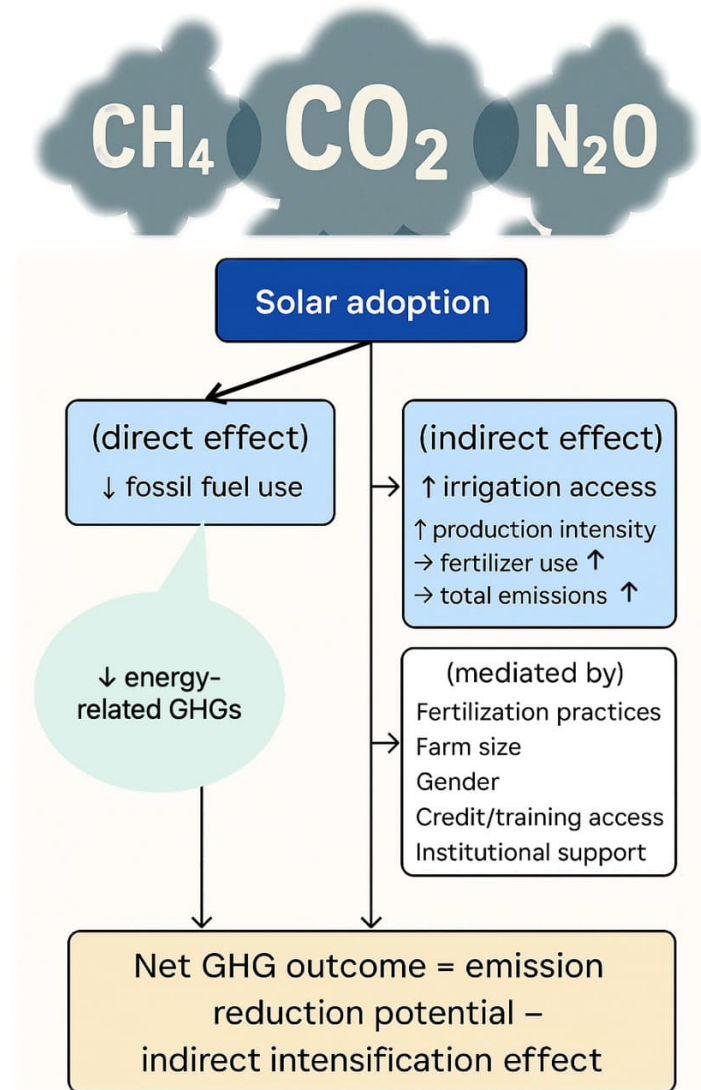 CH₄ CO₂ N₂O
Solar adoption
(direct effect)
↓ fossil fuel use
(indirect effect)
↑ irrigation access
↑ production intensity
→ fertilizer use ↑
→ total emissions ↑
↓ energy-
related GHGs
(mediated by)
Fertilization practices
Farm size
Gender
Credit/training access
Institutional support
Net GHG outcome = emission
reduction potential –
indirect intensification effect